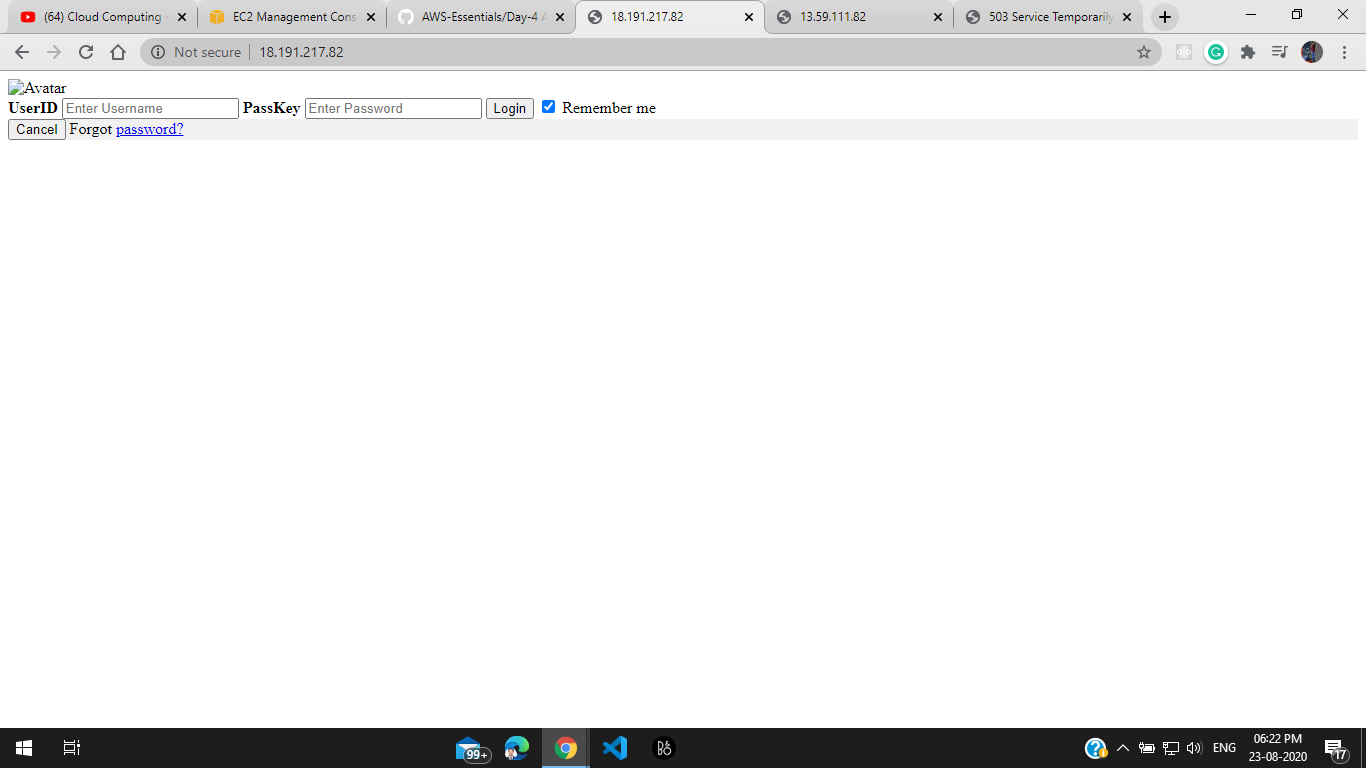 (64) Cloud Computing -
EC2 Management Cons
AWS-Essentials/Day-4 A
18.191.217.82
13.59.111.82
503 Service Temporarily
Not secure
18.191.217.82
Avatar
UserID Enter Username PassKey Enter Password Login Remember me
Cancel Forgot password?
99+
ENG
06:22 PM
23-08-2020
17